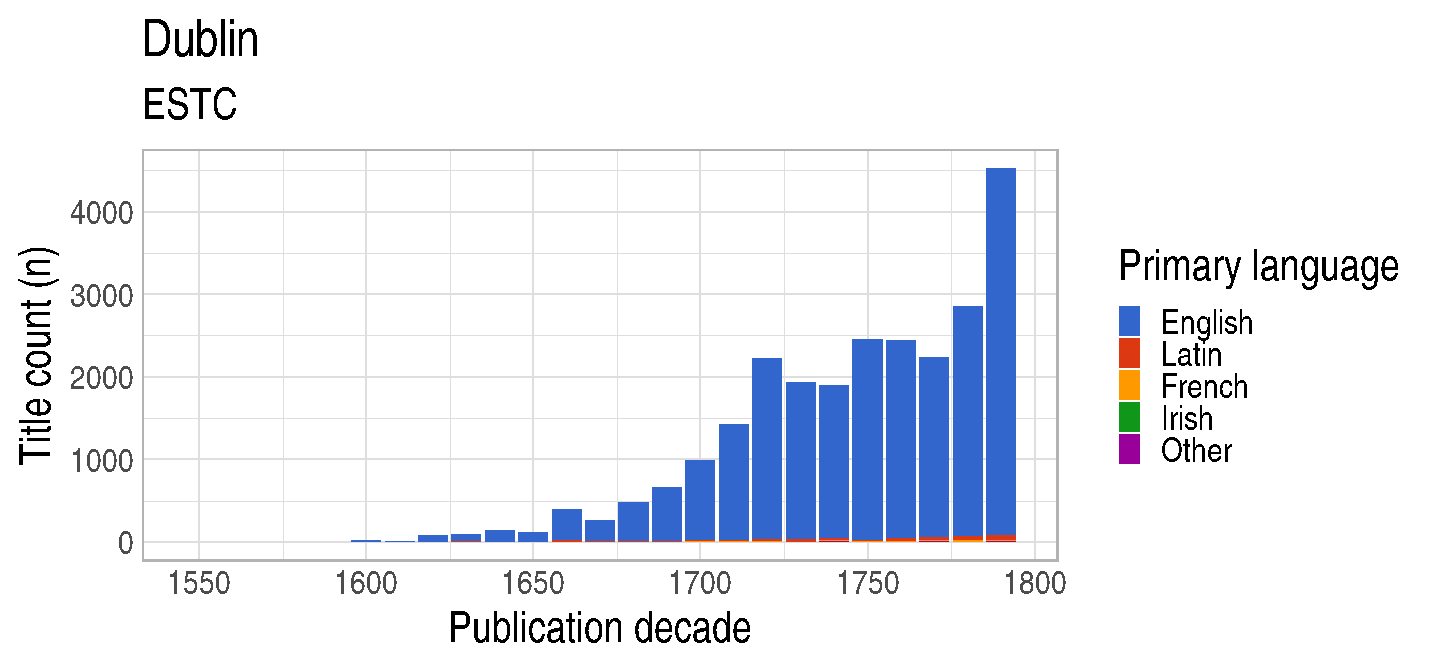 Dublin
ESTC
Title count (n)
4000
3000
2000
1000
0
1550 1600 1650 1700 1750 1800
Publication decade
Primary language
English
Latin
French
Irish
Other